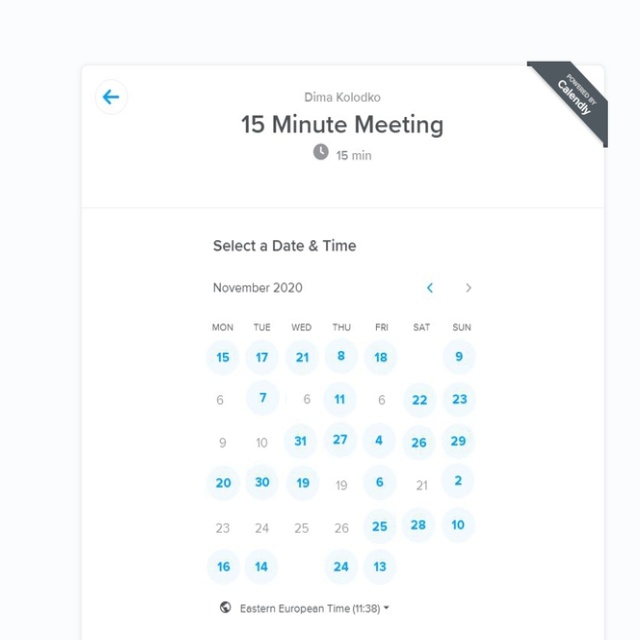 POWERED BY
Calendly
Dima Kolodko
15 Minute Meeting
15 min
Select a Date & Time
November 2020
MON TUE WED THU FRI SAT SUN
15 17 21 8 18 9
6 7 6 11 6 22 23
9 10 31 27 4 26 29
20 30 19 19 6 21 2
23 24 25 26 25 28 10
16 14 24 13
Eastern European Time (11:38)